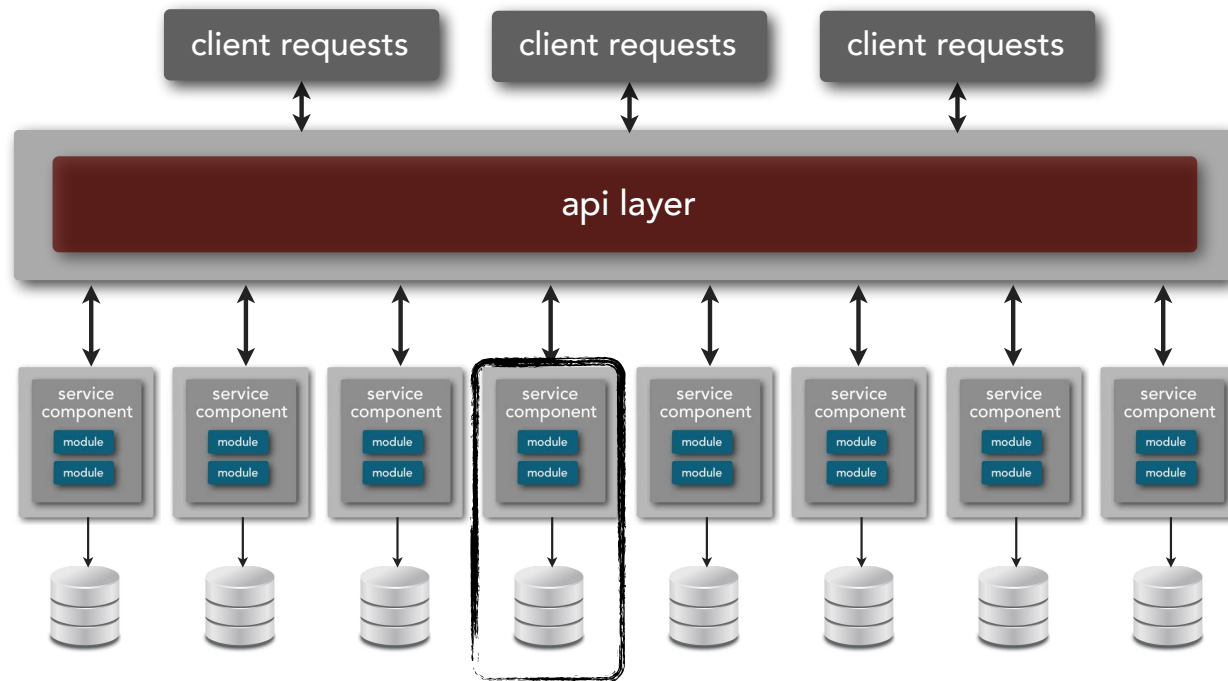 client requests
client requests
client requests
api layer
service
component
module
module
service
component
module
module
service
component
module
module
service
component
module
module
service
component
module
module
service
component
module
module
service
component
module
module
service
component
module
module